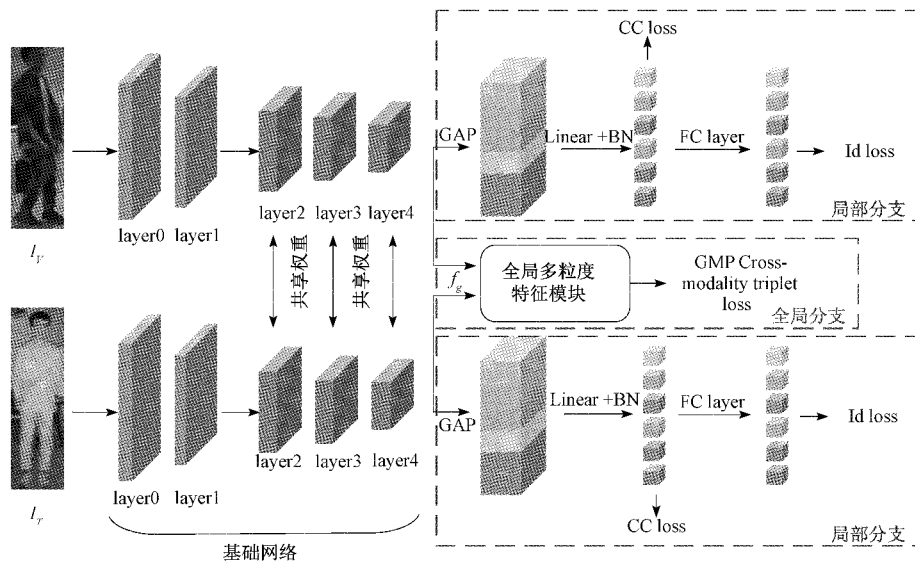 CC loss
GAP
Linear +BN
FC layer
Id loss
局部分支
layer0
layer1
layer2
layer3
layer4
I_V
共享权重
共享权重
f_g
全局多粒度
特征模块
GMP Cross-
modality triplet
loss
全局分支
GAP
Linear +BN
FC layer
Id loss
CC loss
局部分支
layer0
layer1
layer2
layer3
layer4
I_T
基础网络